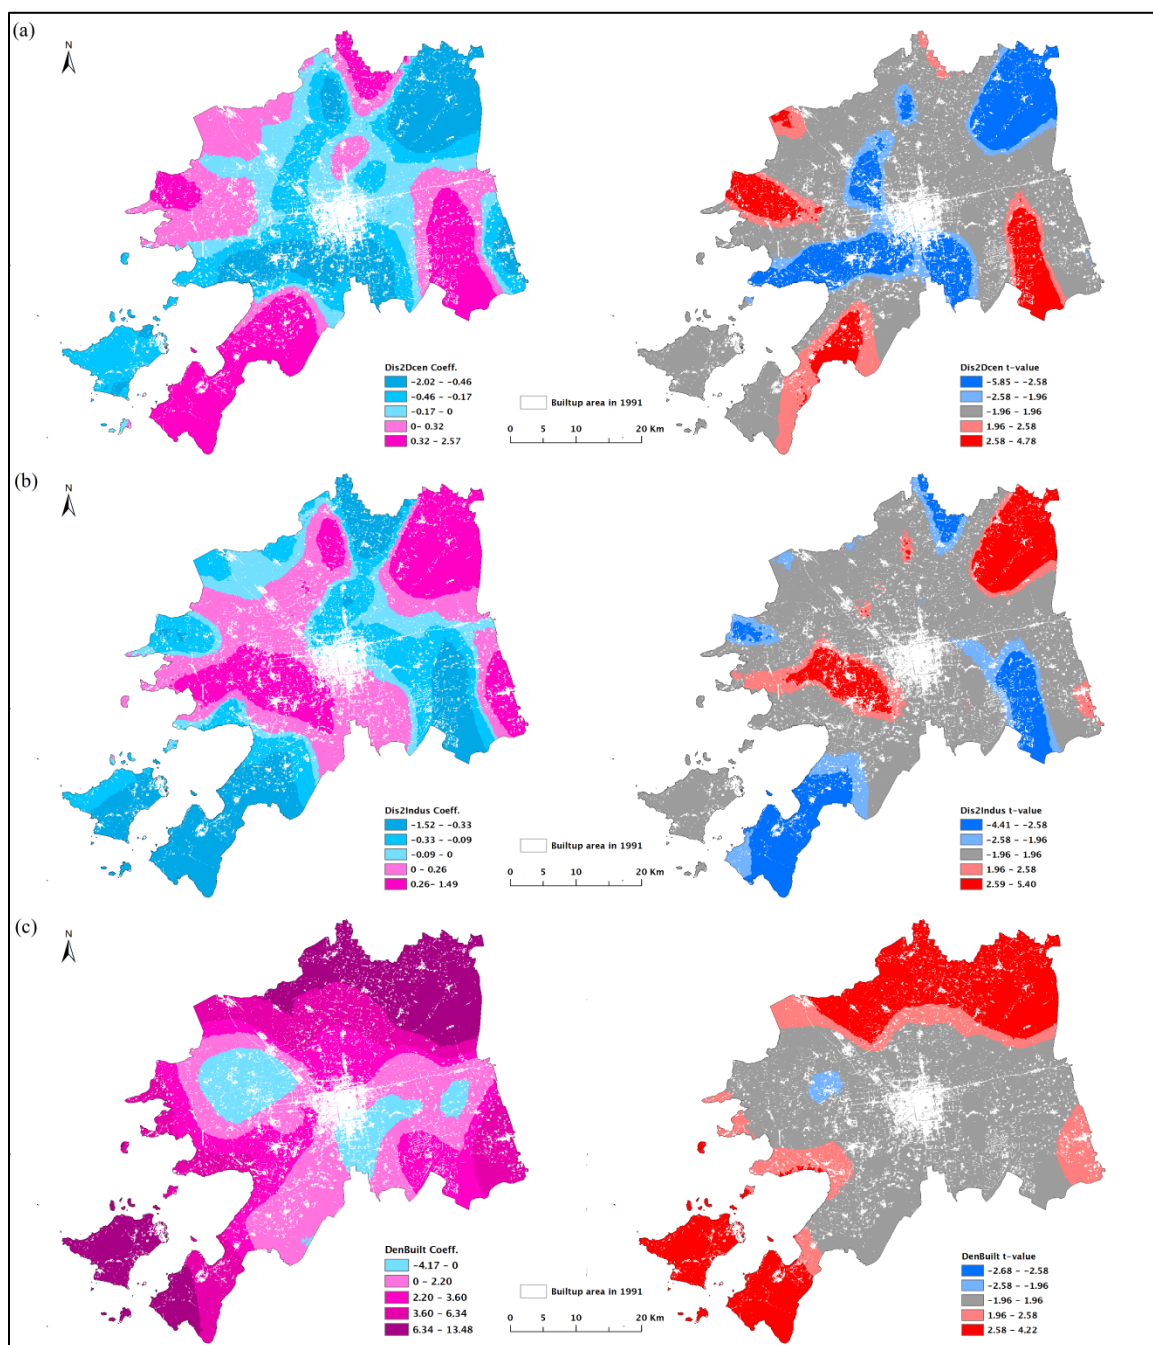 (a)
N
Dis2Dcen Coeff.
-2.02 - -0.46
-0.46 - -0.17
-0.17 - 0
0 - 0.32
0.32 - 2.57
Builtup area in 1991
0 5 10 20 Km
Dis2Dcen t-value
-5.85 - -2.58
-2.58 - -1.96
-1.96 - 1.96
1.96 - 2.58
2.58 - 4.78
(b)
N
Dis2Indus Coeff.
-1.52 - -0.33
-0.33 - -0.09
-0.09 - 0
0 - 0.26
0.26 - 1.49
Builtup area in 1991
0 5 10 20 Km
Dis2Indus t-value
-4.41 - -2.58
-2.58 - -1.96
-1.96 - 1.96
1.96 - 2.58
2.59 - 5.40
(c)
N
DenBuilt Coeff.
-4.17 - 0
0 - 2.20
2.20 - 3.60
3.60 - 6.34
6.34 - 13.48
Builtup area in 1991
0 5 10 20 Km
DenBuilt t-value
-2.68 - -2.58
-2.58 - -1.96
-1.96 - 1.96
1.96 - 2.58
2.58 - 4.22